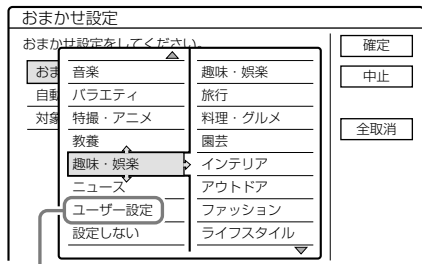 おまかせ設定
おまかせ設定をしてください。
確定
中止
全取消
おま
自動
対象
音楽
バラエティ
特撮・アニメ
教養
趣味・娯楽
ニュース
ユーザー設定
設定しない
趣味・娯楽
旅行
料理・グルメ
園芸
インテリア
アウトドア
ファッション
ライフスタイル